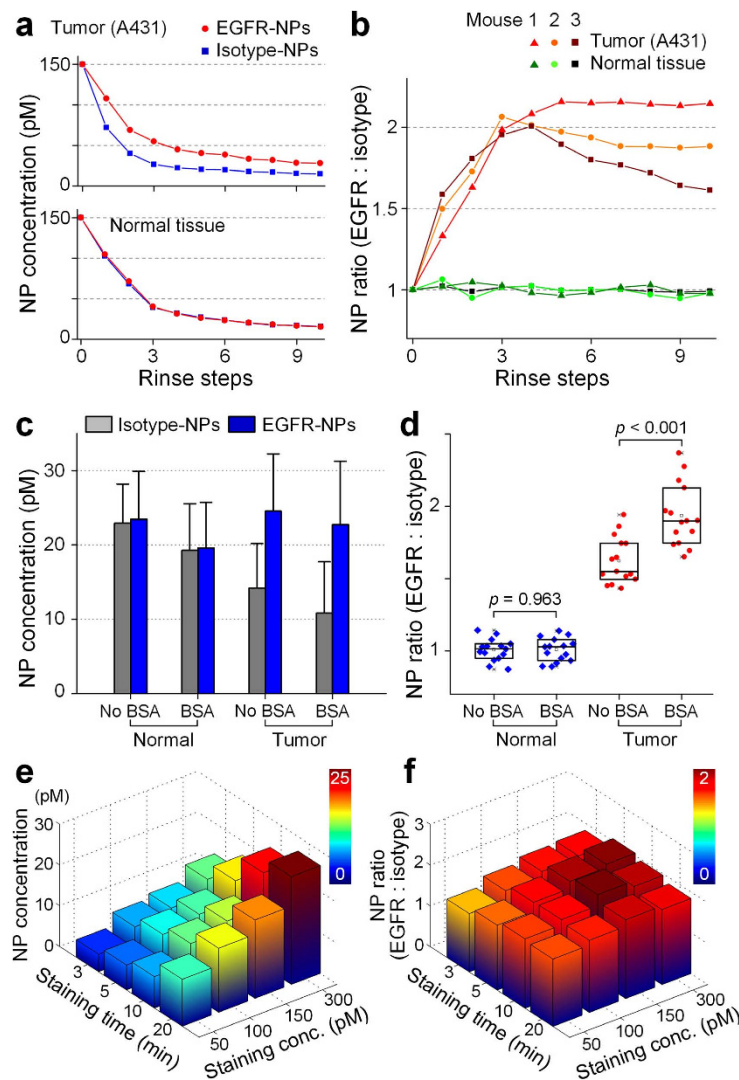 a
Tumor (A431)
EGFR-NPs
Isotype-NPs
150
0
NP concentration (pM)
Normal tissue
150
0
NP concentration (pM)
0 3 6 9
Rinse steps
b
Mouse 1 2 3
Tumor (A431)
Normal tissue
2
1.5
1
NP ratio (EGFR : isotype)
0 3 6 9
Rinse steps
c
Isotype-NPs EGFR-NPs
30
20
10
0
NP concentration (pM)
No BSA BSA No BSA BSA
Normal Tumor
d
p < 0.001
p = 0.963
2
1
NP ratio (EGFR : isotype)
No BSA BSA No BSA BSA
Normal Tumor
e
(pM)
25
0
30
20
10
0
NP concentration
3 5 10 20
Staining time (min)
50 100 150 300
Staining conc. (pM)
f
2
0
3
2
1
0
NP ratio
(EGFR : isotype)
3 5 10 20
Staining time (min)
50 100 150 300
Staining conc. (pM)